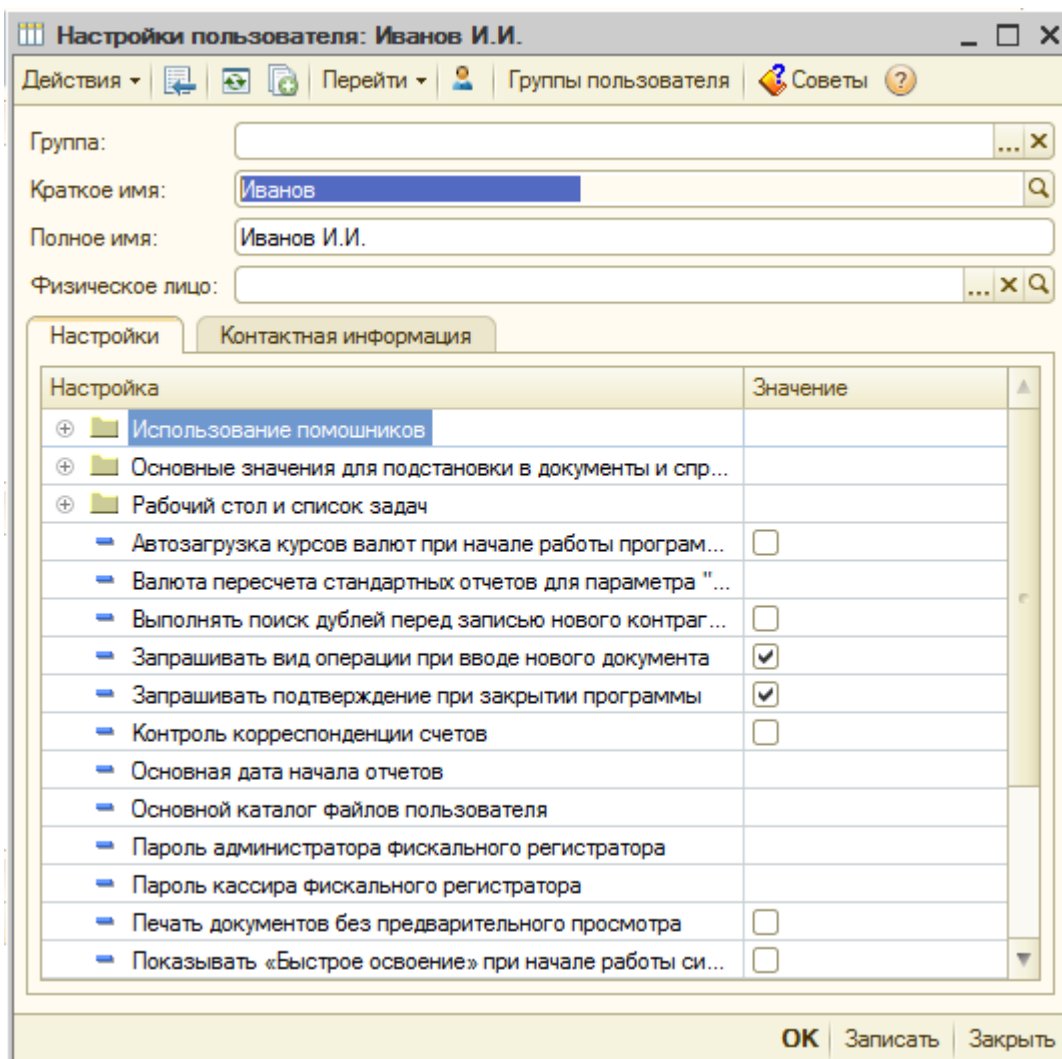 Настройки пользователя: Иванов И.И.
Действия Перейти Группы пользователя Советы ?
Группа: ...
Краткое имя: Иванов
Полное имя: Иванов И.И.
Физическое лицо: ...
Настройки Контактная информация
Настройка Значение
Использование помошников
Основные значения для подстановки в документы и спр...
Рабочий стол и список задач
Автозагрузка курсов валют при начале работы програм...
Валюта пересчета стандартных отчетов для параметра "...
Выполнять поиск дублей перед записью нового контраг...
Запрашивать вид операции при вводе нового документа
Запрашивать подтверждение при закрытии программы
Контроль корреспонденции счетов
Основная дата начала отчетов
Основной каталог файлов пользователя
Пароль администратора фискального регистратора
Пароль кассира фискального регистратора
Печать документов без предварительного просмотра
Показывать «Быстрое освоение» при начале работы си...
OK Записать Закрыть